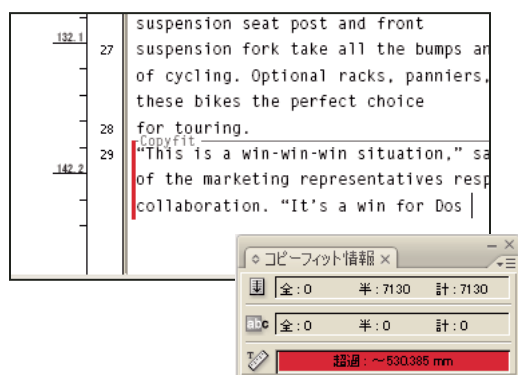 suspension seat post and front
132.1
27 suspension fork take all the bumps an
of cycling. Optional racks, panniers,
these bikes the perfect choice
28 for touring.
Copyfit
29 “This is a win-win-win situation,” sa
142.2
of the marketing representatives resp
collaboration. “It's a win for Dos
コピーフィット情報
全:0 半:7130 計:7130
abc 全:0 半:0 計:0
T 超過:～530.385 mm